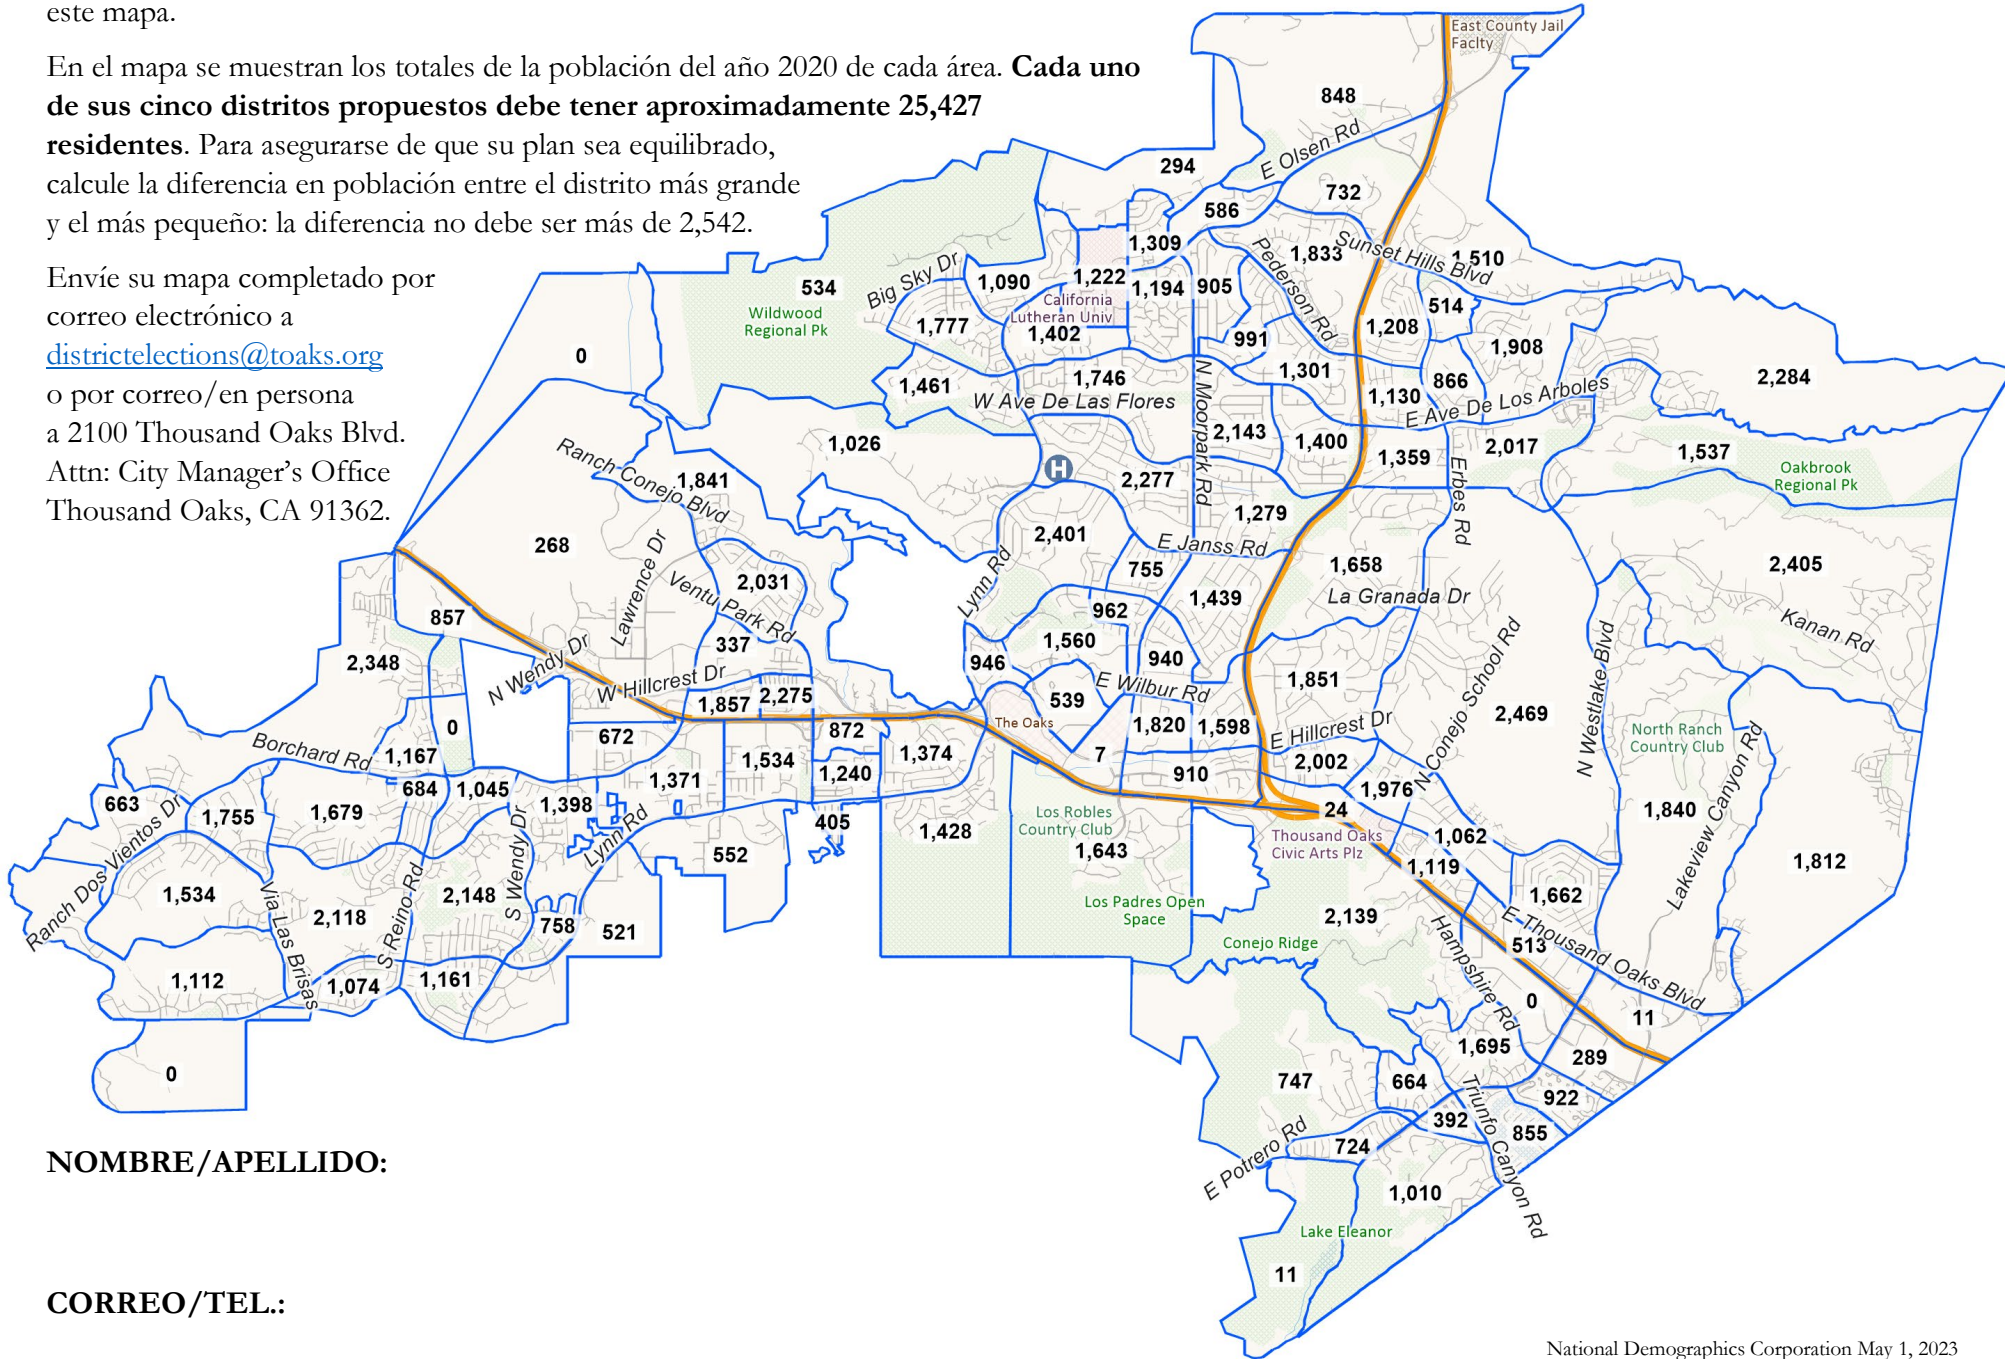 este mapa.
En el mapa se muestran los totales de la población del año 2020 de cada área. Cada uno
de sus cinco distritos propuestos debe tener aproximadamente 25,427
residentes. Para asegurarse de que su plan sea equilibrado,
calcule la diferencia en población entre el distrito más grande
y el más pequeño: la diferencia no debe ser más de 2,542.
Envíe su mapa completado por
correo electrónico a
districtelections@toaks.org
o por correo/en persona
a 2100 Thousand Oaks Blvd.
Attn: City Manager's Office
Thousand Oaks, CA 91362.
East County Jail
Faclty
848
E Olsen Rd
294
732
586
1,309
1,833
Sunset Hills Blvd
1,510
Pederson Rd
534
Big Sky Dr
1,090
1,222
1,194
905
514
Wildwood
Regional Pk
California
Lutheran Univ
1,777
1,402
991
1,208
1,908
0
1,461
1,746
1,301
1,130
866
2,284
W Ave De Las Flores
N Moorpark Rd
E Ave De Los Arboles
1,026
2,143
1,400
1,359
Erbes Rd
2,017
1,537
Oakbrook
Regional Pk
H
Ranch Conejo Blvd
1,841
2,277
1,279
268
Lawrence Dr
2,401
E Janss Rd
1,658
2,405
2,031
Ventu Park Rd
Lynn Rd
755
1,439
La Granada Dr
Kanan Rd
857
962
337
1,560
940
2,348
N Wendy Dr
946
1,851
N Conejo School Rd
N Westlake Blvd
W Hillcrest Dr
1,857
2,275
539
E Wilbur Rd
2,469
0
672
872
The Oaks
1,820
1,598
E Hillcrest Dr
North Ranch
Country Club
Lakeview Canyon Rd
Borchard Rd
1,167
1,534
1,374
7
2,002
684
1,045
1,371
1,240
910
1,976
663
Ranch Dos Vientos Dr
1,755
1,679
1,398
405
Los Robles
Country Club
24
1,840
Lynn Rd
1,428
1,643
Thousand Oaks
Civic Arts Plz
1,062
552
1,119
1,812
1,534
Via Las Brisas
2,118
S Reino Rd
2,148
S Wendy Dr
758
521
Los Padres Open
Space
2,139
1,662
Conejo Ridge
Hampshire Rd
513
E Thousand Oaks Blvd
1,112
1,074
1,161
0
11
1,695
289
0
747
664
Triunfo Canyon Rd
922
392
855
724
E Potrero Rd
1,010
Lake Eleanor
11
NOMBRE/APELLIDO:
CORREO/TEL.:
National Demographics Corporation May 1, 2023